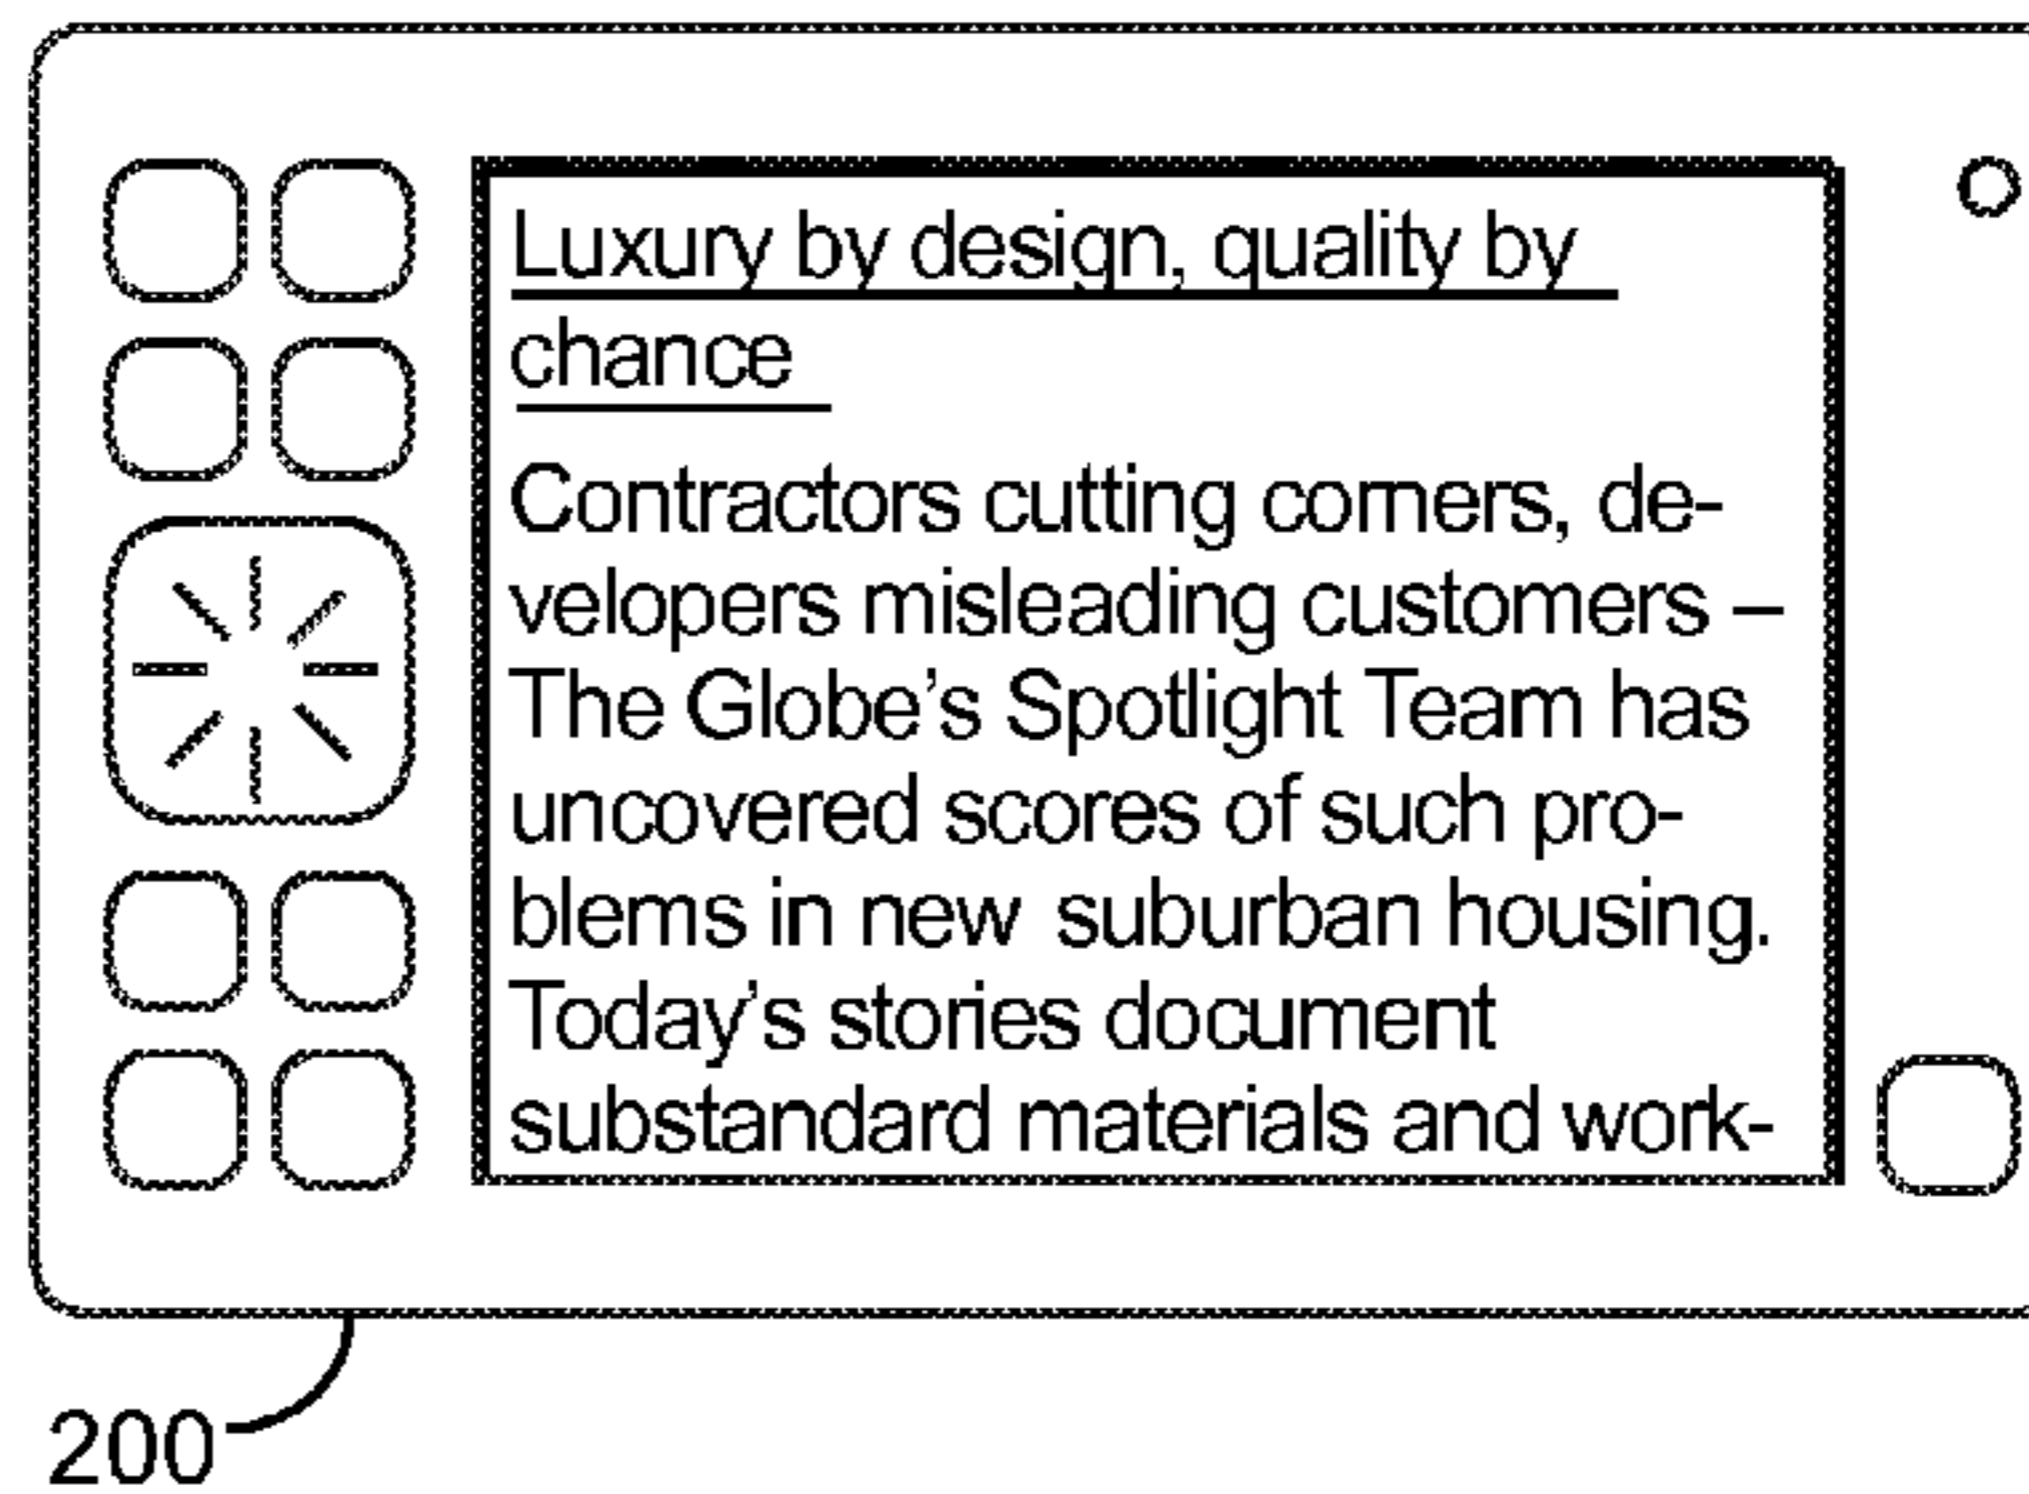 Luxury by design, quality by
chance
Contractors cutting corners, de-
velopers misleading customers –
The Globe's Spotlight Team has
uncovered scores of such pro-
blems in new suburban housing.
Today's stories document
substandard materials and work-
200